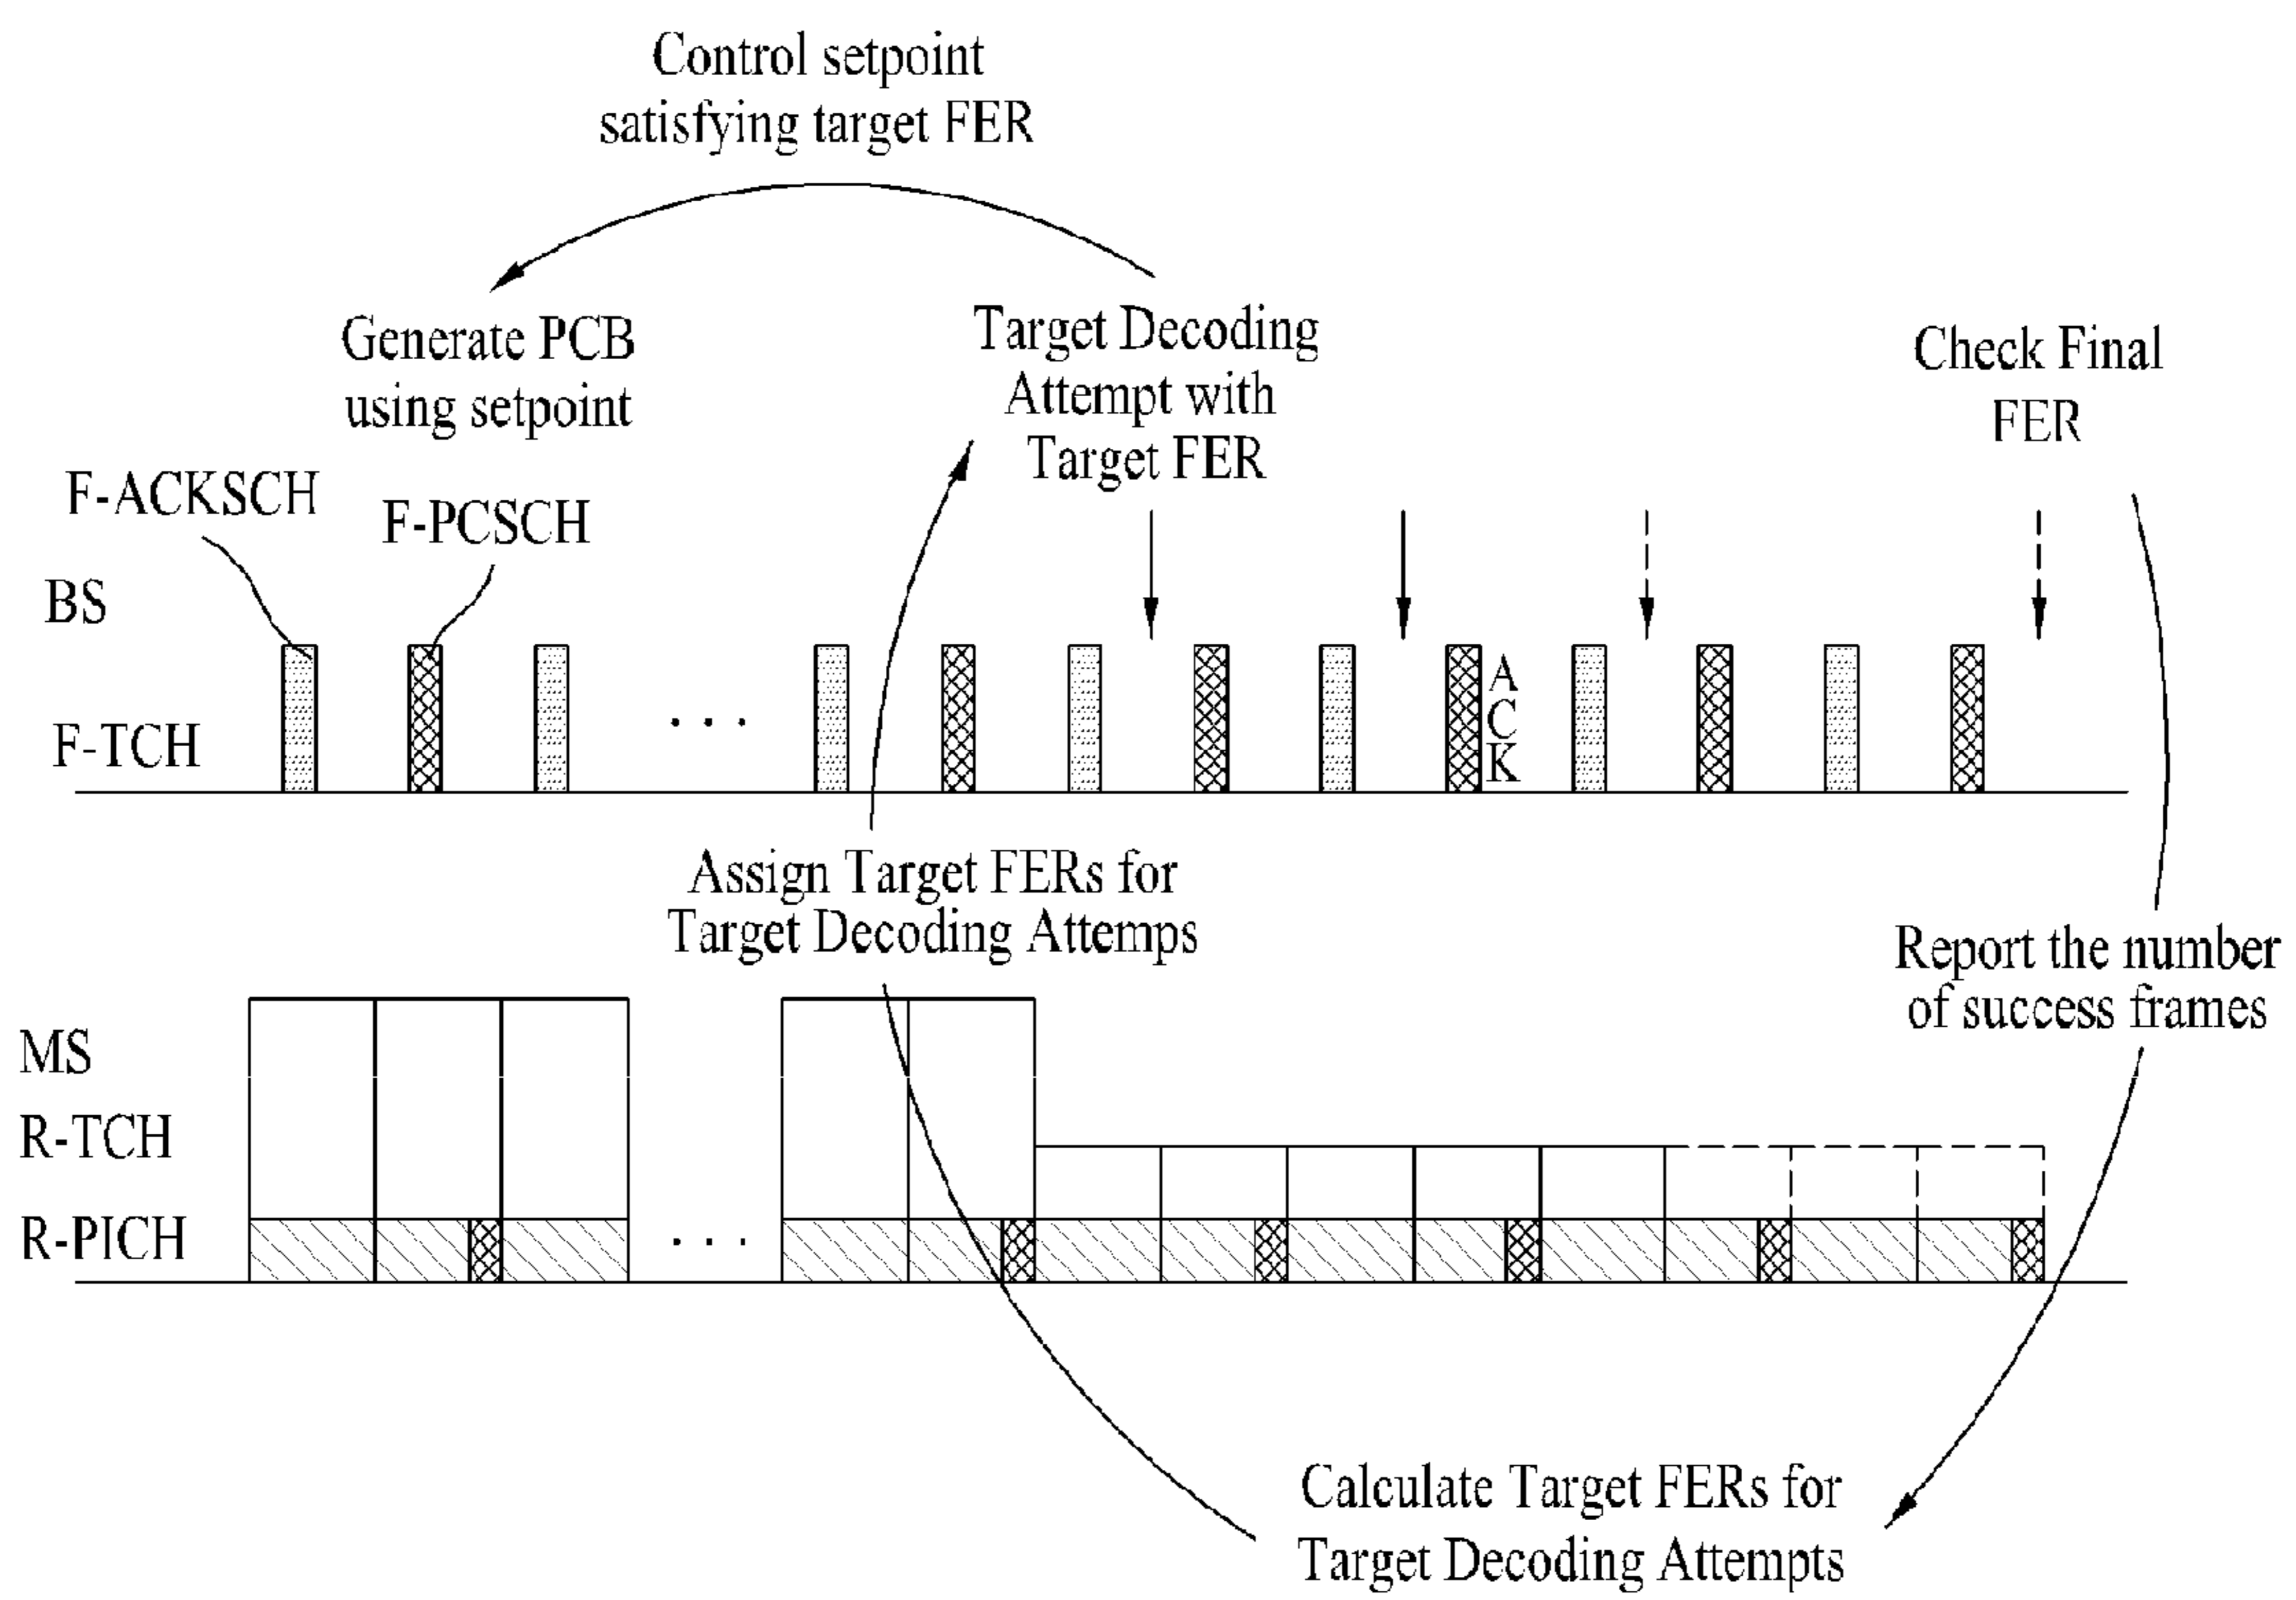 Control setpoint
satisfying target FER
Generate PCB
using setpoint
Target Decoding
Attempt with
Target FER
Check Final
FER
F-ACKSCH
F-PCSCH
BS
F-TCH
A
C
K
Assign Target FERs for
Target Decoding Attemps
Report the number
of success frames
MS
R-TCH
R-PICH
Calculate Target FERs for
Target Decoding Attempts